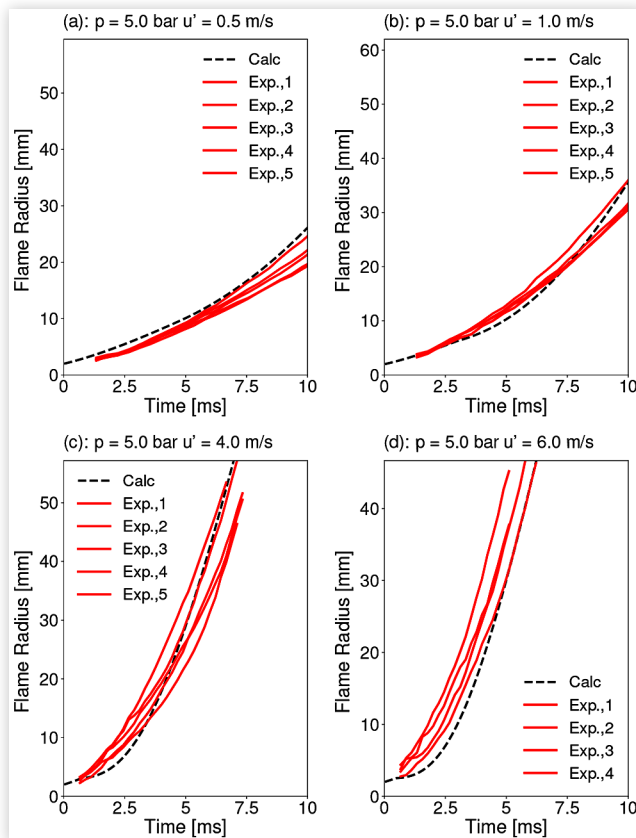 (a): p = 5.0 bar u' = 0.5 m/s
Flame Radius [mm]
50
40
30
20
10
0
Calc
Exp.,1
Exp.,2
Exp.,3
Exp.,4
Exp.,5
0 2.5 5 7.5 10
Time [ms]
(b): p = 5.0 bar u' = 1.0 m/s
Flame Radius [mm]
60
50
40
30
20
10
0
Calc
Exp.,1
Exp.,2
Exp.,3
Exp.,4
Exp.,5
0 2.5 5 7.5 10
Time [ms]
(c): p = 5.0 bar u' = 4.0 m/s
Flame Radius [mm]
50
40
30
20
10
0
Calc
Exp.,1
Exp.,2
Exp.,3
Exp.,4
Exp.,5
0 2.5 5 7.5 10
Time [ms]
(d): p = 5.0 bar u' = 6.0 m/s
Flame Radius [mm]
40
30
20
10
0
Calc
Exp.,1
Exp.,2
Exp.,3
Exp.,4
0 2.5 5 7.5 10
Time [ms]